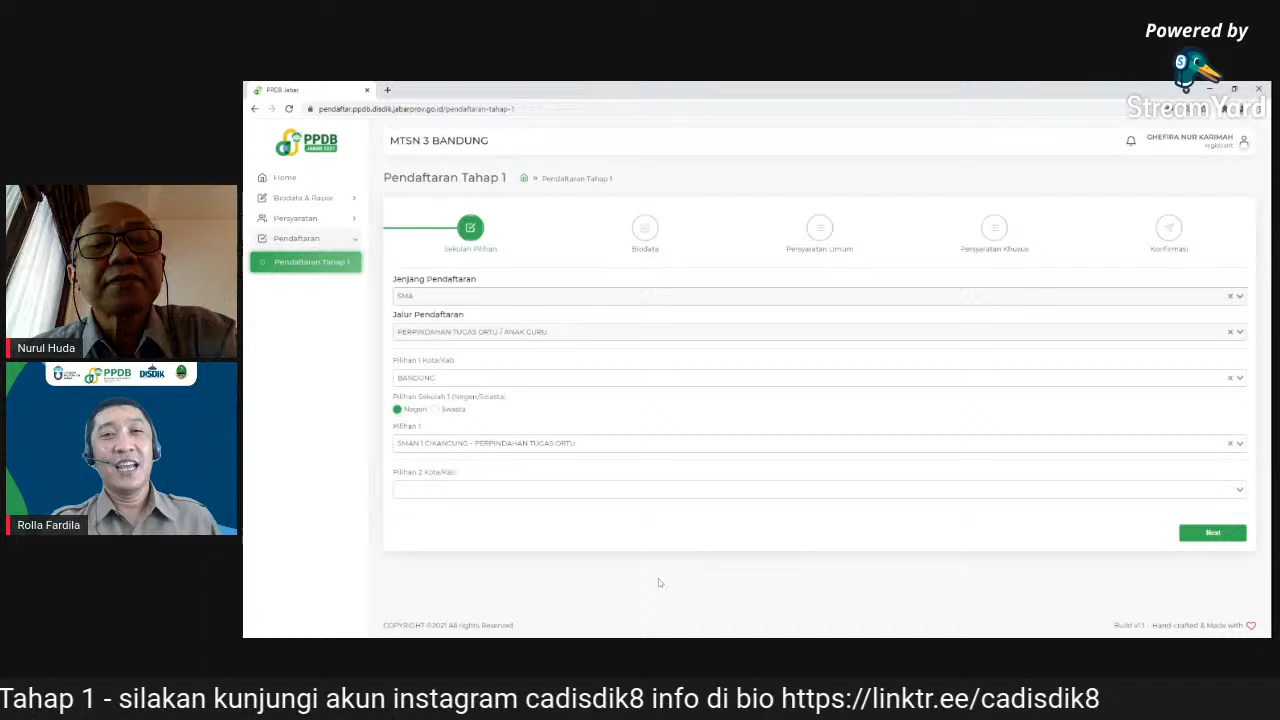 Powered by
StreamYard
PPDB Jabar
pendaftar.ppdb.disdik.jabarprov.go.id/pendaftaran-tahap-1
PPDB
JABAR 2021
MTSN 3 BANDUNG
GHEFIRA NUR KARIMAH
registrant
Home
Biodata & Rapor
Persyaratan
Pendaftaran
Pendaftaran Tahap 1
Pendaftaran Tahap 1
» Pendaftaran Tahap 1
Sekolah Pilihan
Biodata
Persyaratan Umum
Persyaratan Khusus
Konfirmasi
Jenjang Pendaftaran
SMA
Jalur Pendaftaran
PERPINDAHAN TUGAS ORTU / ANAK GURU
Pilihan 1 Kota/Kab
BANDUNG
Pilihan Sekolah 1 (Negeri/Swasta)
Negeri
Swasta
Pilihan 1
SMAN 1 CIKANCUNG - PERPINDAHAN TUGAS ORTU
Pilihan 2 Kota/Kab
Next
COPYRIGHT ©2021 All rights Reserved
Build v1.1 - Hand-crafted & Made with
Nurul Huda
PPDB
DISDIK
Rolla Fardila
Tahap 1 - silakan kunjungi akun instagram cadisdik8 info di bio https://linktr.ee/cadisdik8